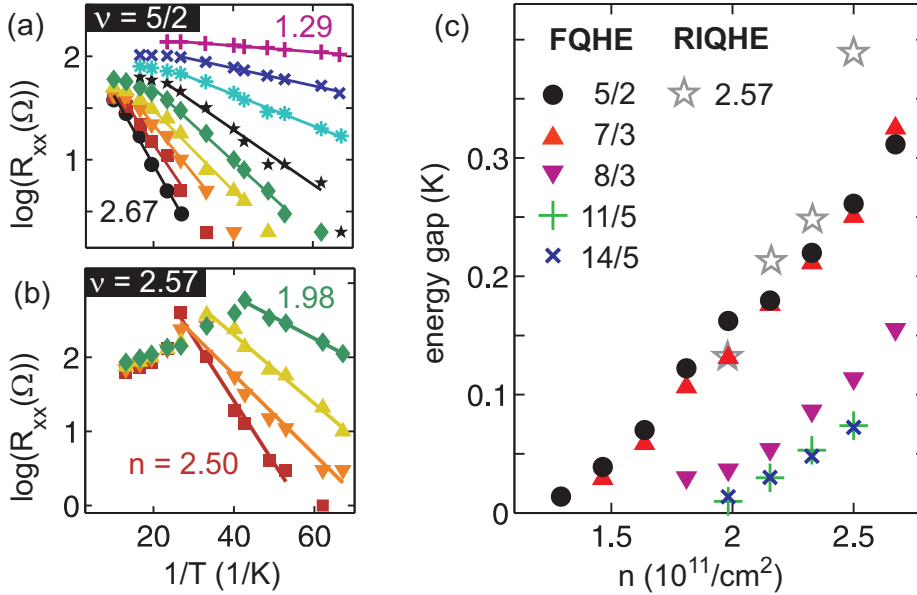 (a)
ν = 5/2
1.29
2
1
log(Rxx(Ω))
2.67
(b)
ν = 2.57
1.98
2
1
0
log(Rxx(Ω))
n = 2.50
20
40
60
1/T (1/K)
(c)
FQHE
RIQHE
5/2
2.57
7/3
8/3
11/5
14/5
0.3
0.2
0.1
0
energy gap (K)
1.5
2
2.5
n (10¹¹/cm²)